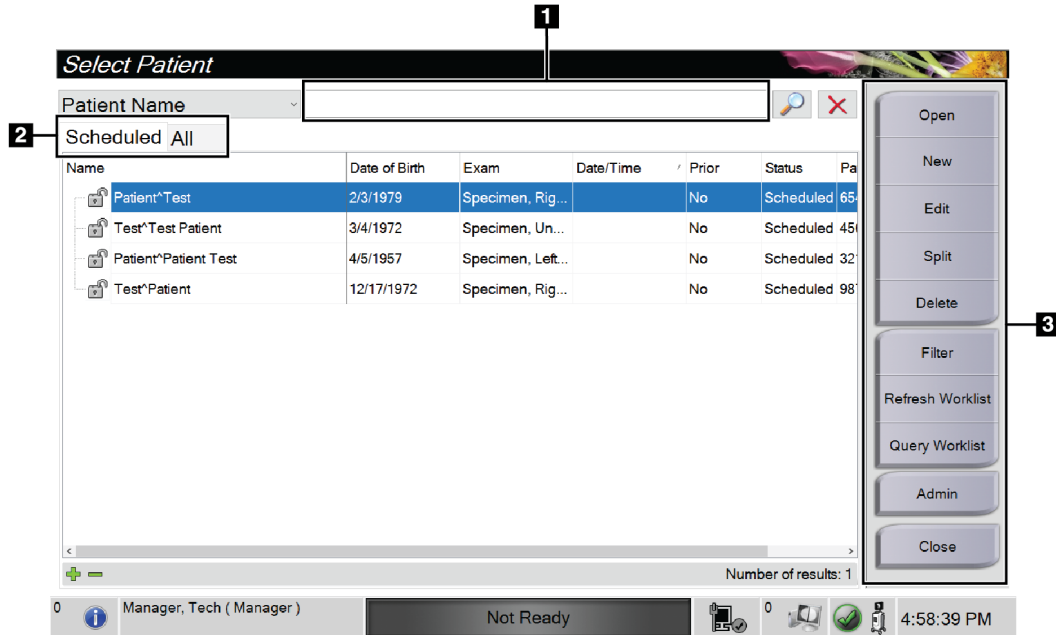 1
Select Patient
Patient Name
2
Scheduled All
Name Date of Birth Exam Date/Time Prior Status Pa
Patient^Test 2/3/1979 Specimen, Rig... No Scheduled 654
Test^Test Patient 3/4/1972 Specimen, Un... No Scheduled 456
Patient^Patient Test 4/5/1957 Specimen, Left... No Scheduled 32
Test^Patient 12/17/1972 Specimen, Rig... No Scheduled 987
Number of results: 1
Open
New
Edit
Split
Delete
3
Filter
Refresh Worklist
Query Worklist
Admin
Close
0 Manager, Tech ( Manager ) Not Ready 0 4:58:39 PM